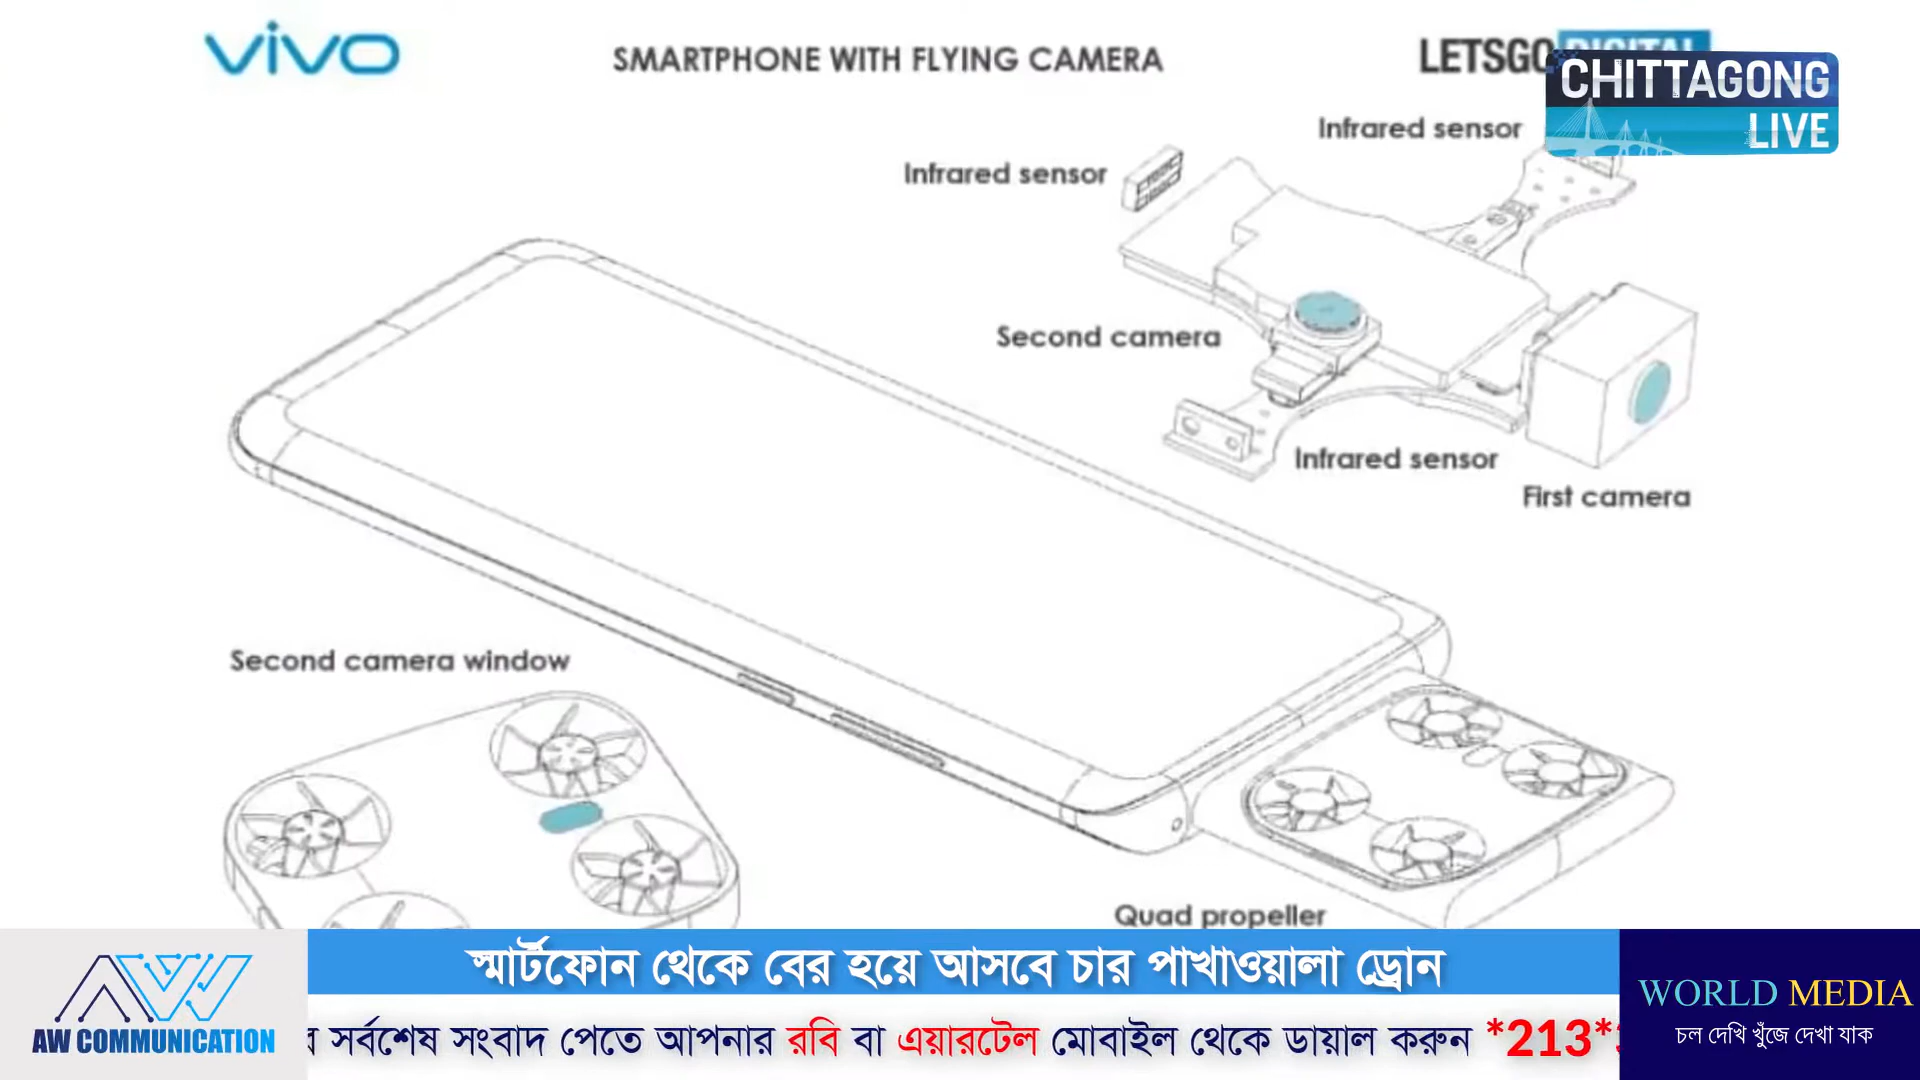 vivo
SMARTPHONE WITH FLYING CAMERA
LETSGODIGITAL
CHITTAGONG
LIVE
Infrared sensor
Infrared sensor
Second camera
Infrared sensor
First camera
Second camera window
Quad propeller
স্মার্টফোন থেকে বের হয়ে আসবে চার পাখাওয়ালা ড্রোন
AW COMMUNICATION
সর্বশেষ সংবাদ পেতে আপনার রবি বা এয়ারটেল মোবাইল থেকে ডায়াল করুন *213*
WORLD MEDIA
চল দেখি খুঁজে দেখা যাক